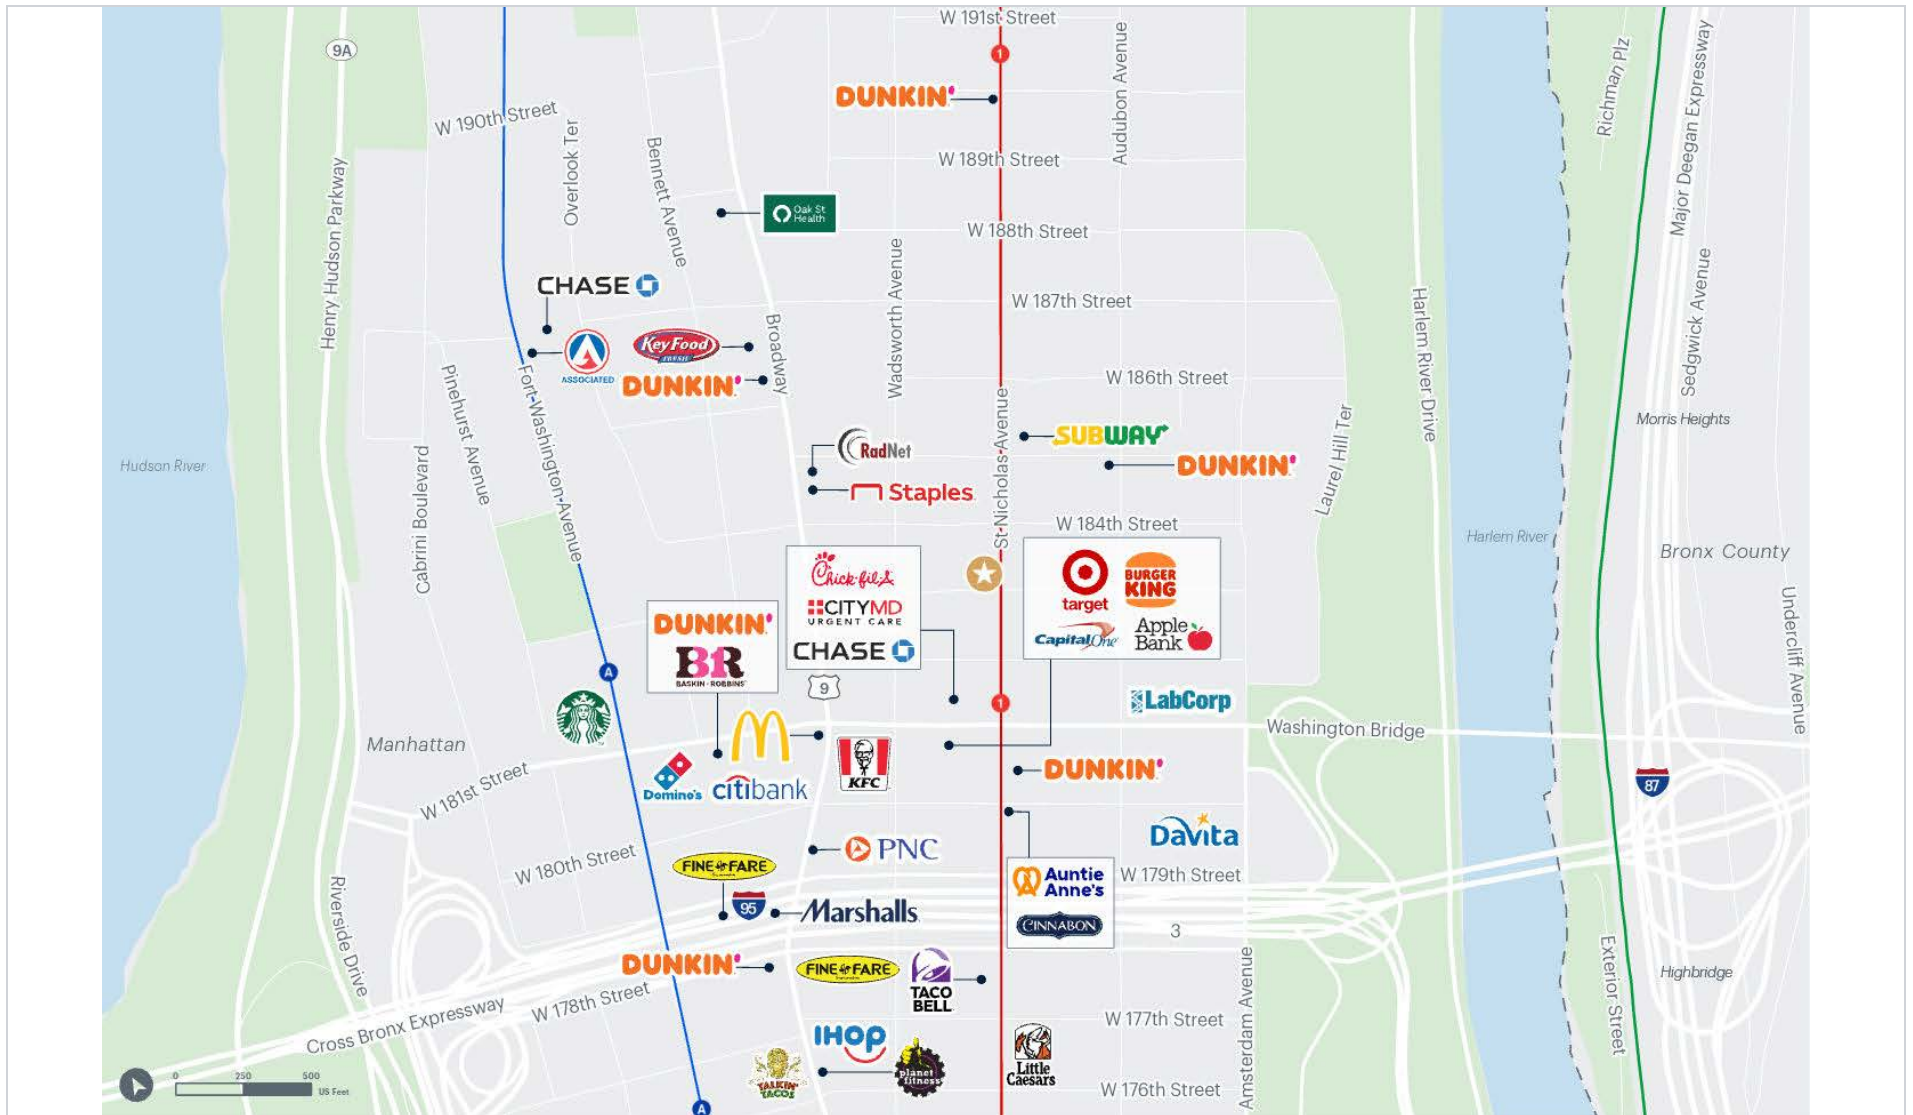 W 191st Street
9A
1
Audubon Avenue
Richman Plz
Major Deegan Expressway
DUNKIN'
W 190th Street
Overlook Ter
Bennett Avenue
W 189th Street
Henry Hudson Parkway
Oak St
Health
W 188th Street
Wadsworth Avenue
Sedgwick Avenue
CHASE
W 187th Street
Harlem River Drive
Broadway
ASSOCIATED
Key Food
FRESH
DUNKIN'
W 186th Street
Pinehurst Avenue
Fort Washington Avenue
St Nicholas Avenue
Laurel Hill Ter
Morris Heights
SUBWAY
RadNet
DUNKIN'
Hudson River
Cabrini Boulevard
Staples
W 184th Street
Harlem River
Bronx County
Chick-fil-A
CITYMD
URGENT CARE
CHASE
target
BURGER
KING
Capital One
Apple
Bank
Undercliff Avenue
DUNKIN'
BR
BASKIN-ROBBINS
A
9
1
LabCorp
Manhattan
Washington Bridge
Domino's
citibank
KFC
DUNKIN'
87
W 181st Street
DaVita
PNC
W 180th Street
FINE FARE
Auntie
Anne's
W 179th Street
95
Marshalls
CINNABON
3
Riverside Drive
DUNKIN'
FINE FARE
TACO
BELL
Amsterdam Avenue
Exterior Street
Highbridge
W 178th Street
Cross Bronx Expressway
W 177th Street
IHOP
TALKIN'
TACOS
planet
fitness
Little
Caesars
W 176th Street
0 250 500
US Feet
A